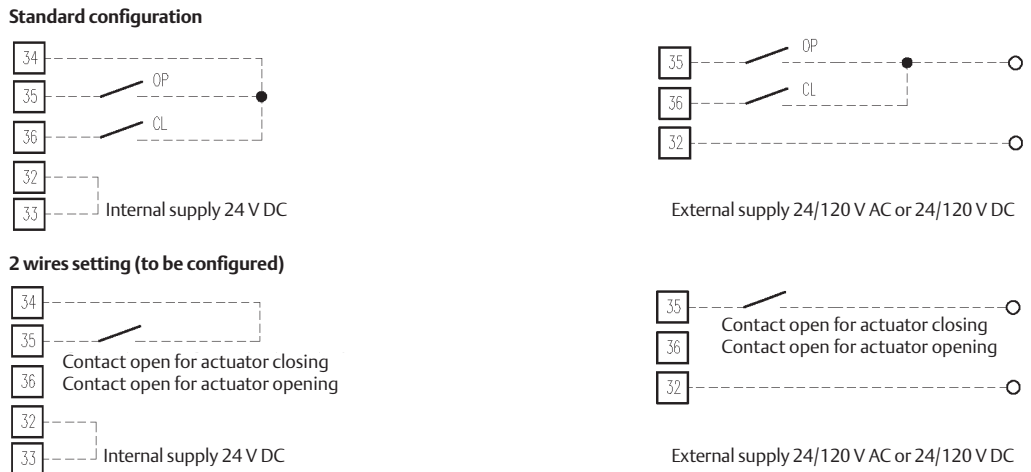 Standard configuration
34
35 OP
36 CL
32
33 Internal supply 24 V DC
35 OP
36 CL
32
External supply 24/120 V AC or 24/120 V DC
2 wires setting (to be configured)
34
35
Contact open for actuator closing
36 Contact open for actuator opening
32
33 Internal supply 24 V DC
35
Contact open for actuator closing
36 Contact open for actuator opening
32
External supply 24/120 V AC or 24/120 V DC